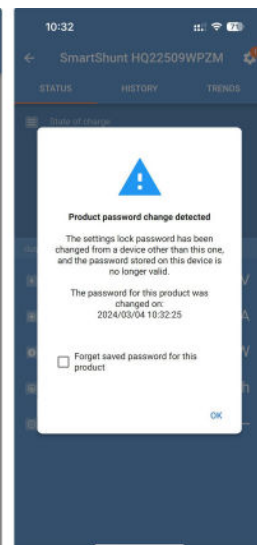 10:32
73
SmartShunt HQ22509WPZM
STATUS HISTORY TRENDS
State of charge
Product password change detected
The settings lock password has been
changed from a device other than this one,
and the password stored on this device is
no longer valid.
The password for this product was
changed on:
2024/03/04 10:32:25
Forget saved password for this
product
OK
V
A
W
h